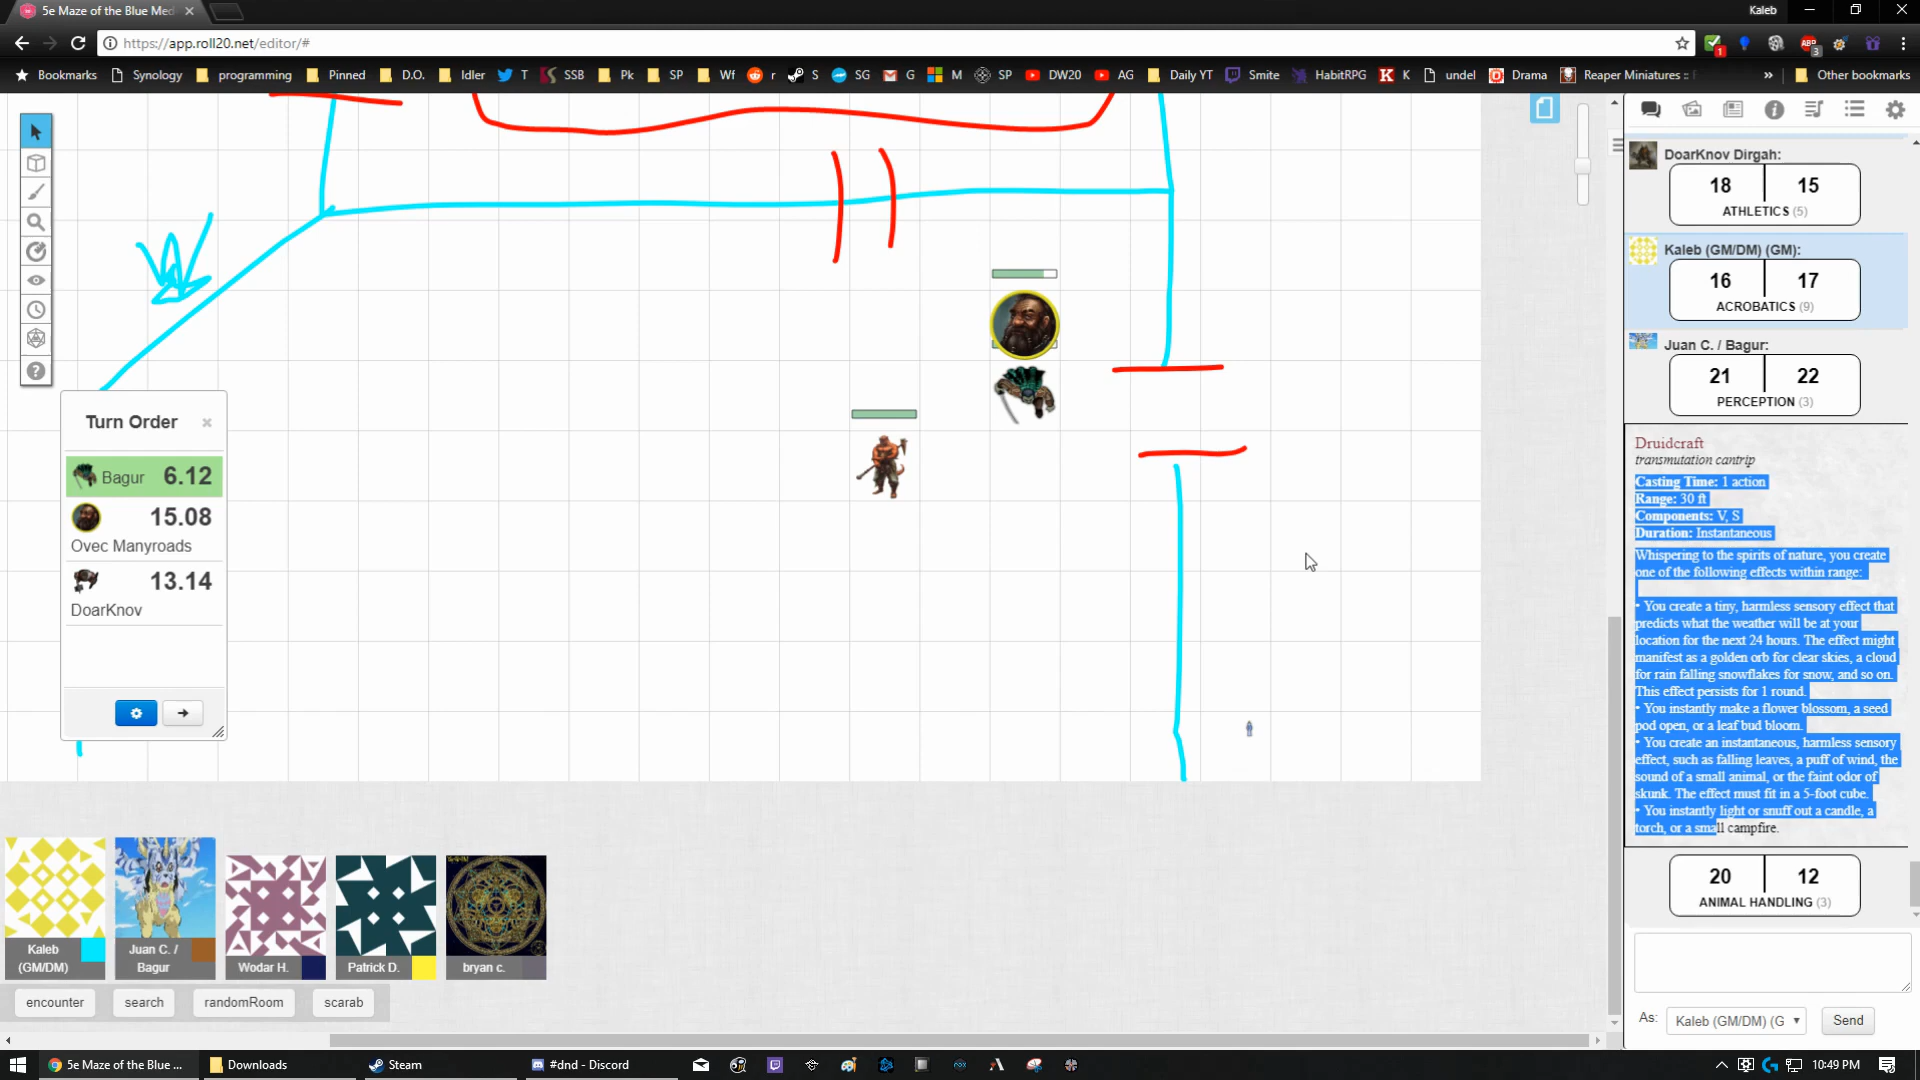 5e Maze of the Blue Med
Kaleb
https://app.roll20.net/editor/#
Bookmarks Synology programming Pinned D.O. Idler T SSB Pk SP Wf r S SG G M SP DW20 AG Daily YT Smite HabitRPG K undel Drama Reaper Miniatures :: » Other bookmarks
DoarKnov Dirgah:
18 15
ATHLETICS (5)
Kaleb (GM/DM) (GM):
16 17
ACROBATICS (9)
Juan C. / Bagur:
21 22
PERCEPTION (3)
Druidcraft
transmutation cantrip
Casting Time: 1 action
Range: 30 ft
Components: V, S
Duration: Instantaneous
Whispering to the spirits of nature, you create
one of the following effects within range:
• You create a tiny, harmless sensory effect that
predicts what the weather will be at your
location for the next 24 hours. The effect might
manifest as a golden orb for clear skies, a cloud
for rain falling snowflakes for snow, and so on.
This effect persists for 1 round.
• You instantly make a flower blossom, a seed
pod open, or a leaf bud bloom.
• You create an instantaneous, harmless sensory
effect, such as falling leaves, a puff of wind, the
sound of a small animal, or the faint odor of
skunk. The effect must fit in a 5-foot cube.
• You instantly light or snuff out a candle, a
torch, or a small campfire.
20 12
ANIMAL HANDLING (3)
As: Kaleb (GM/DM) (G Send
Turn Order
Bagur 6.12
15.08
Ovec Manyroads
13.14
DoarKnov
Kaleb
(GM/DM)
Juan C. /
Bagur
Wodar H.
Patrick D.
bryan c.
encounter search randomRoom scarab
5e Maze of the Blue ... Downloads Steam #dnd - Discord 10:49 PM